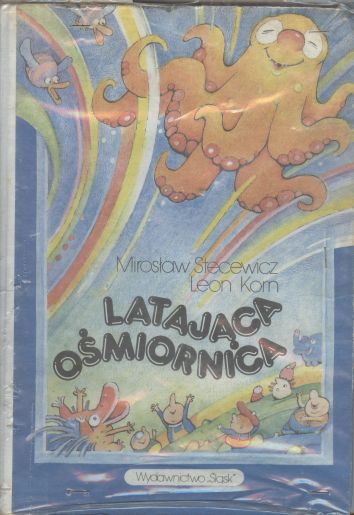 Mirosław Stecewicz
Leon Korn
LATAJĄCA
OŚMIORNICA
Wydawnictwo „Śląsk”